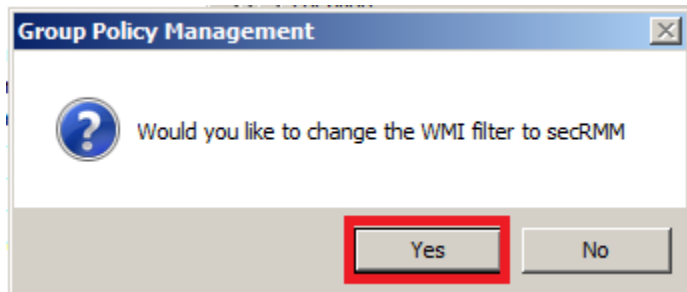 Group Policy Management
Would you like to change the WMI filter to secRMM
Yes
No